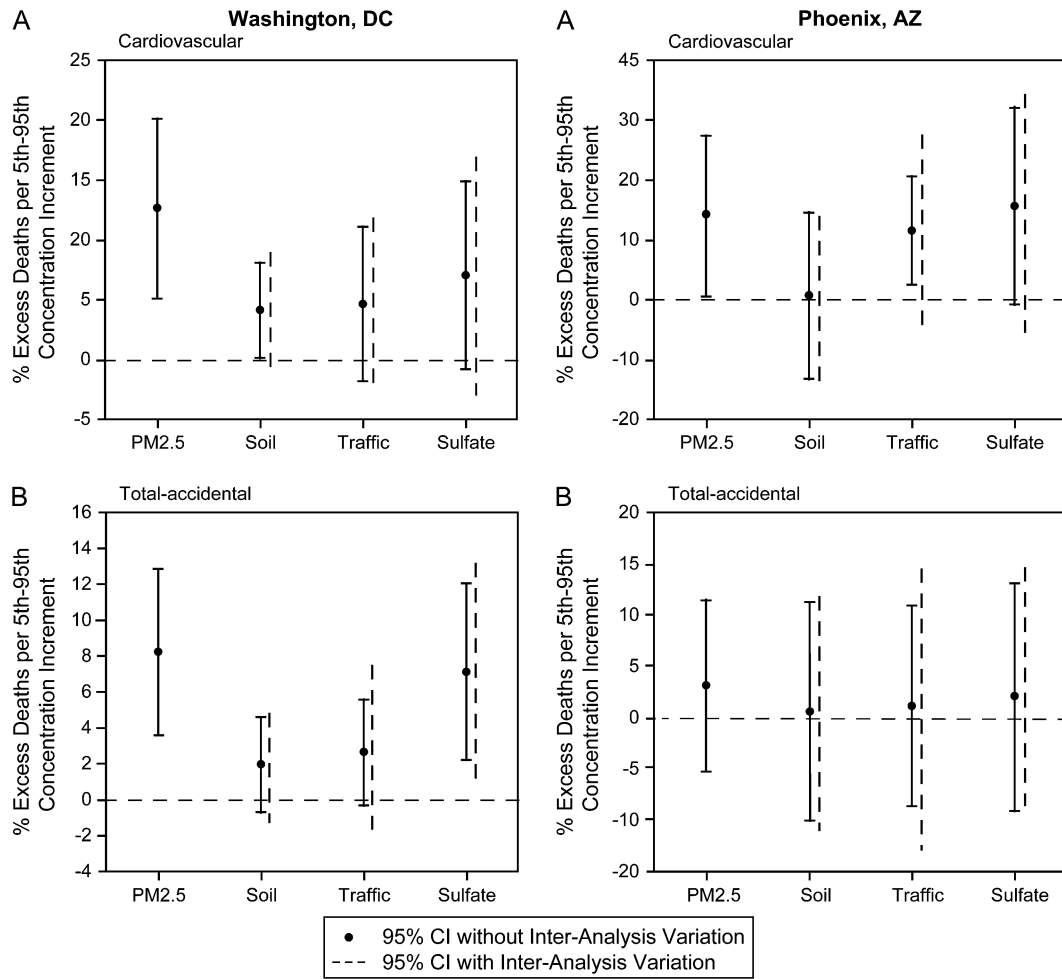 Washington, DC
A
Cardiovascular
% Excess Deaths per 5th-95th
Concentration Increment
25
20
15
20
5
0
-5
PM2.5 Soil Traffic Sulfate
Phoenix, AZ
A
Cardiovascular
% Excess Deaths per 5th-95th
Concentration Increment
45
30
20
10
0
-10
-20
PM2.5 Soil Traffic Sulfate
B
Total-accidental
% Excess Deaths per 5th-95th
Concentration Increment
16
14
12
10
8
6
4
2
0
-2
-4
PM2.5 Soil Traffic Sulfate
B
Total-accidental
% Excess Deaths per 5th-95th
Concentration Increment
20
15
10
5
0
-5
-10
-20
PM2.5 Soil Traffic Sulfate
95% CI without Inter-Analysis Variation
95% CI with Inter-Analysis Variation